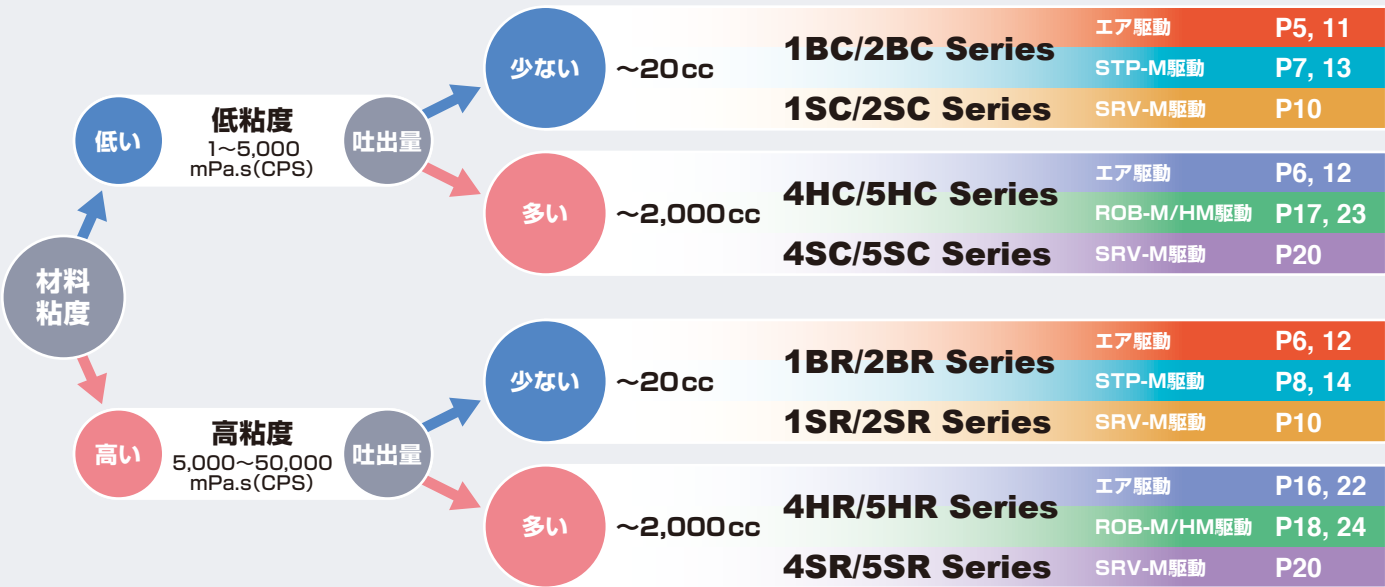 材料
粘度
低い
低粘度
1〜5,000
mPa.s(CPS)
吐出量
少ない
〜20cc
1BC/2BC Series
エア駆動 P5, 11
STP-M駆動 P7, 13
1SC/2SC Series SRV-M駆動 P10
多い
〜2,000cc
4HC/5HC Series
エア駆動 P6, 12
ROB-M/HM駆動 P17, 23
4SC/5SC Series SRV-M駆動 P20
高い
高粘度
5,000〜50,000
mPa.s(CPS)
吐出量
少ない
〜20cc
1BR/2BR Series
エア駆動 P6, 12
STP-M駆動 P8, 14
1SR/2SR Series SRV-M駆動 P10
多い
〜2,000cc
4HR/5HR Series
エア駆動 P16, 22
ROB-M/HM駆動 P18, 24
4SR/5SR Series SRV-M駆動 P20